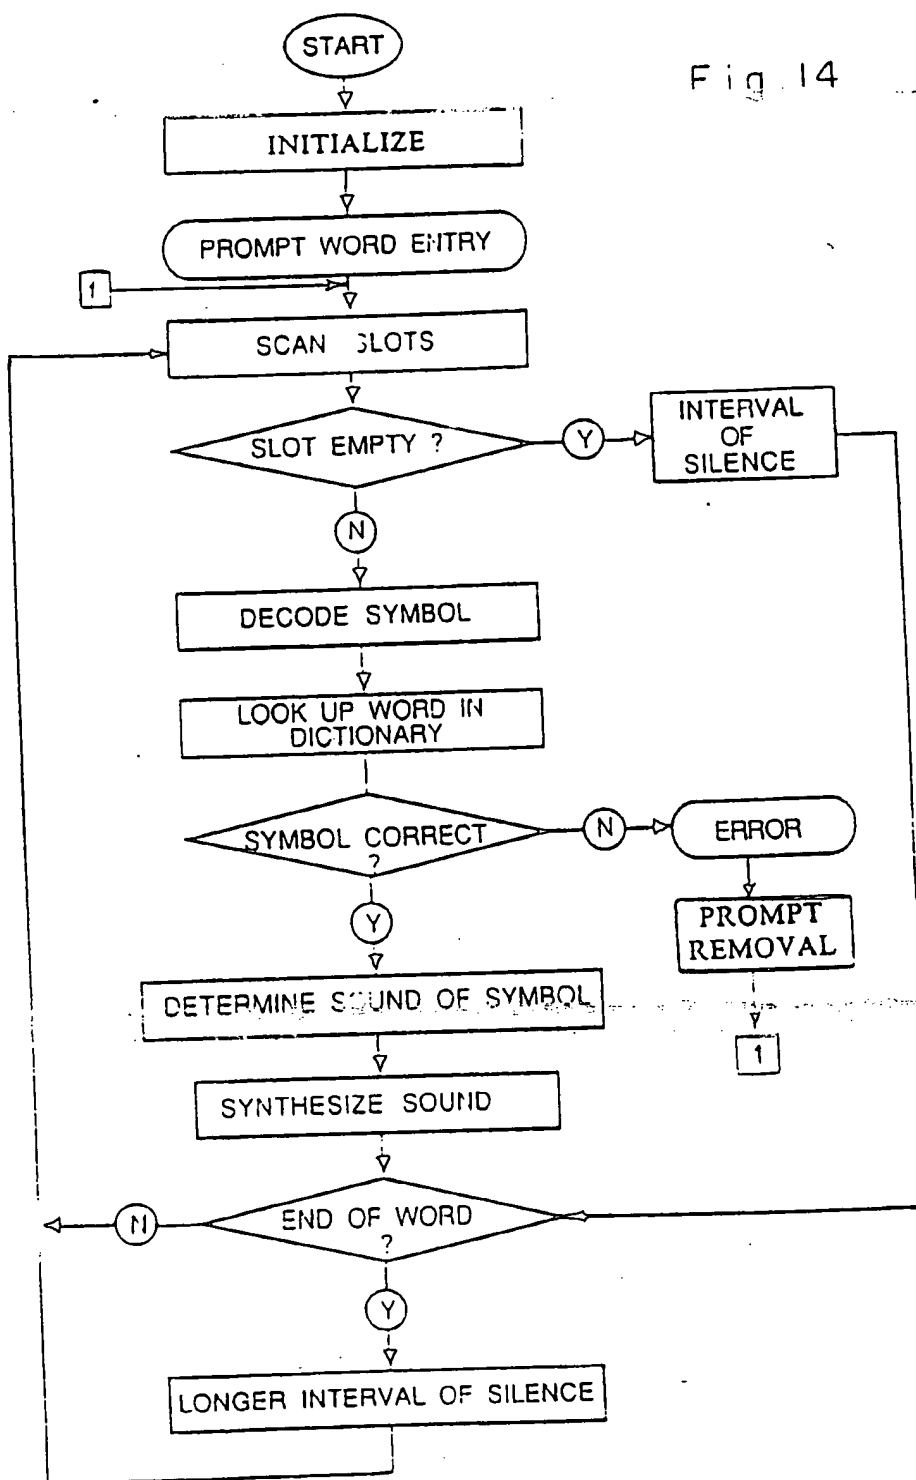 START
Fig 14
INITIALIZE
PROMPT WORD ENTRY
1
SCAN SLOTS
SLOT EMPTY ?
Y
INTERVAL
OF
SILENCE
N
DECODE SYMBOL
LOOK UP WORD IN
DICTIONARY
SYMBOL CORRECT
?
N
ERROR
Y
PROMPT
REMOVAL
DETERMINE SOUND OF SYMBOL
1
SYNTHESIZE SOUND
N
END OF WORD
?
Y
LONGER INTERVAL OF SILENCE